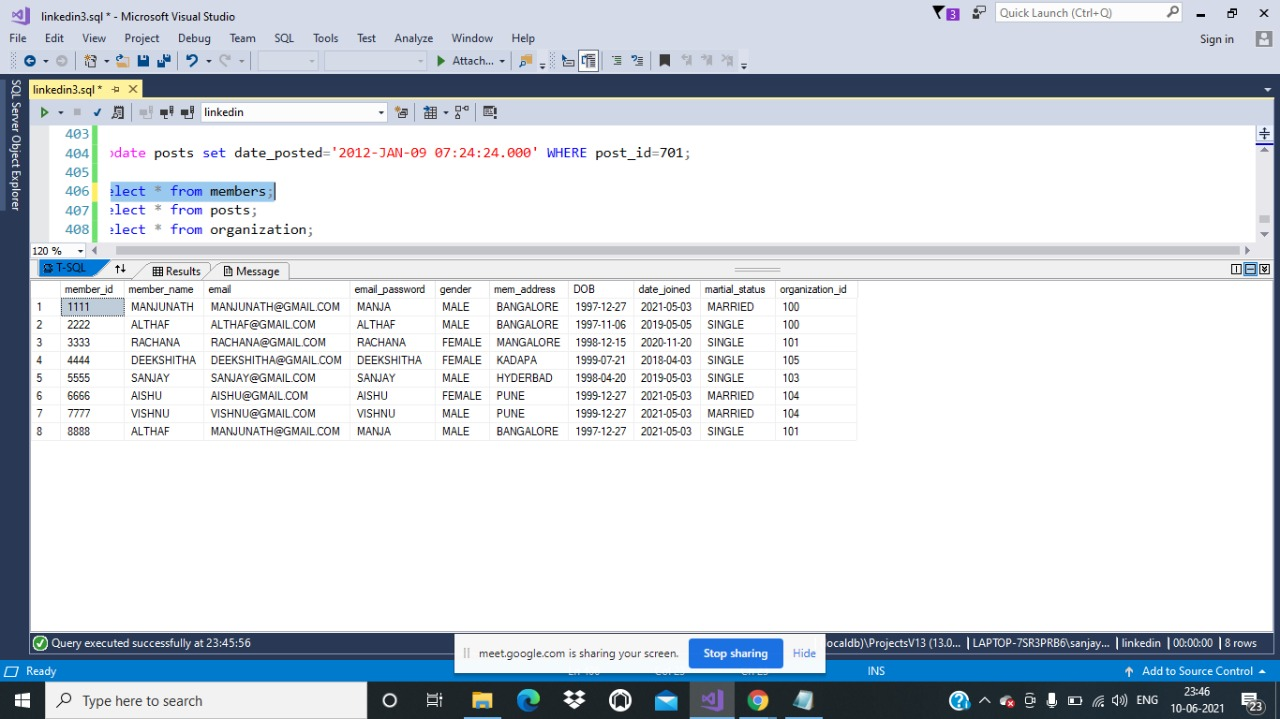 linkedin3.sql * - Microsoft Visual Studio
3
Quick Launch (Ctrl+Q)
File Edit View Project Debug Team SQL Tools Test Analyze Window Help
Sign in
Attach...
SQL Server Object Explorer
linkedin3.sql *
linkedin
403
404 pdate posts set date_posted='2012-JAN-09 07:24:24.000' WHERE post_id=701;
405
406 elect * from members;
407 elect * from posts;
408 elect * from organization;
120 %
T-SQL Results Message
member_id member_name email email_password gender mem_address DOB date_joined martial_status organization_id
1 1111 MANJUNATH MANJUNATH@GMAIL.COM MANJA MALE BANGALORE 1997-12-27 2021-05-03 MARRIED 100
2 2222 ALTHAF ALTHAF@GMAIL.COM ALTHAF MALE BANGALORE 1997-11-06 2019-05-05 SINGLE 100
3 3333 RACHANA RACHANA@GMAIL.COM RACHANA FEMALE MANGALORE 1998-12-15 2020-11-20 SINGLE 101
4 4444 DEEKSHITHA DEEKSHITHA@GMAIL.COM DEEKSHITHA FEMALE KADAPA 1999-07-21 2018-04-03 SINGLE 105
5 5555 SANJAY SANJAY@GMAIL.COM SANJAY MALE HYDERBAD 1998-04-20 2019-05-03 SINGLE 103
6 6666 AISHU AISHU@GMAIL.COM AISHU FEMALE PUNE 1999-12-27 2021-05-03 MARRIED 104
7 7777 VISHNU VISHNU@GMAIL.COM VISHNU MALE PUNE 1999-12-27 2021-05-03 MARRIED 104
8 8888 ALTHAF MANJUNATH@GMAIL.COM MANJA MALE BANGALORE 1997-12-27 2021-05-03 SINGLE 101
Query executed successfully at 23:45:56
ocaldb)\ProjectsV13 (13.0... LAPTOP-7SR3PRB6\sanjay... linkedin 00:00:00 8 rows
meet.google.com is sharing your screen. Stop sharing Hide
Ready
INS
Add to Source Control
Type here to search
ENG
23:46
10-06-2021
23